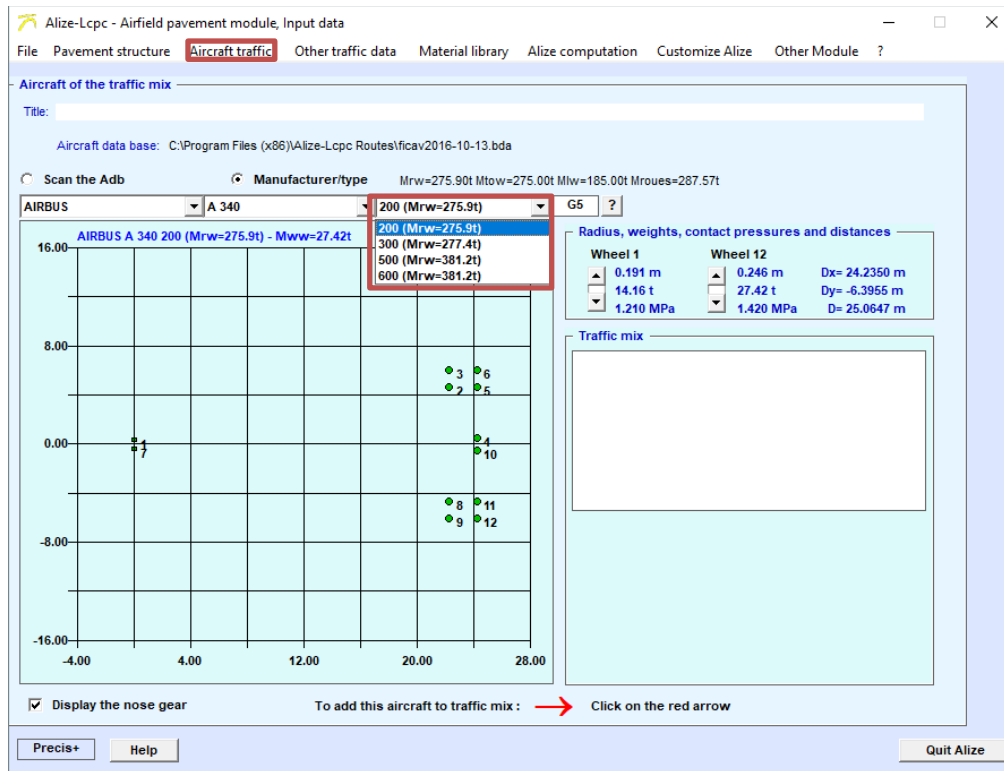 Alize-Lcpc - Airfield pavement module, Input data
File Pavement structure Aircraft traffic Other traffic data Material library Alize computation Customize Alize Other Module ?
Aircraft of the traffic mix
Title:
Aircraft data base: C:\Program Files (x86)\Alize-Lcpc Routes\ficav2016-10-13.bda
Scan the Adb Manufacturer/type Mrw=275.90t Mtow=275.00t Mlw=185.00t Mroues=287.57t
AIRBUS A 340 200 (Mrw=275.9t) G5 ?
200 (Mrw=275.9t)
300 (Mrw=277.4t)
500 (Mrw=381.2t)
600 (Mrw=381.2t)
AIRBUS A 340 200 (Mrw=275.9t) - Mww=27.42t
16.00
8.00
3 6
2 5
0.00
1 4
7 10
8 11
9 12
-8.00
-16.00
-4.00 4.00 12.00 20.00 28.00
Radius, weights, contact pressures and distances
Wheel 1 Wheel 12
0.191 m 0.246 m Dx= 24.2350 m
14.16 t 27.42 t Dy= -6.3955 m
1.210 MPa 1.420 MPa D= 25.0647 m
Traffic mix
Display the nose gear To add this aircraft to traffic mix : Click on the red arrow
Precis+ Help Quit Alize